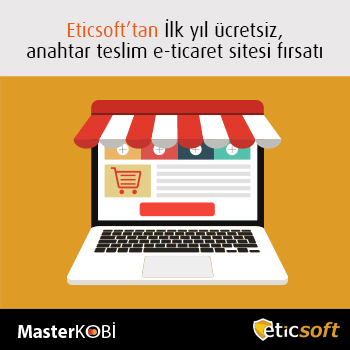 Eticsoft'tan İlk yıl ücretsiz,
anahtar teslim e-ticaret sitesi fırsatı
MasterKOBİ
eticsoft